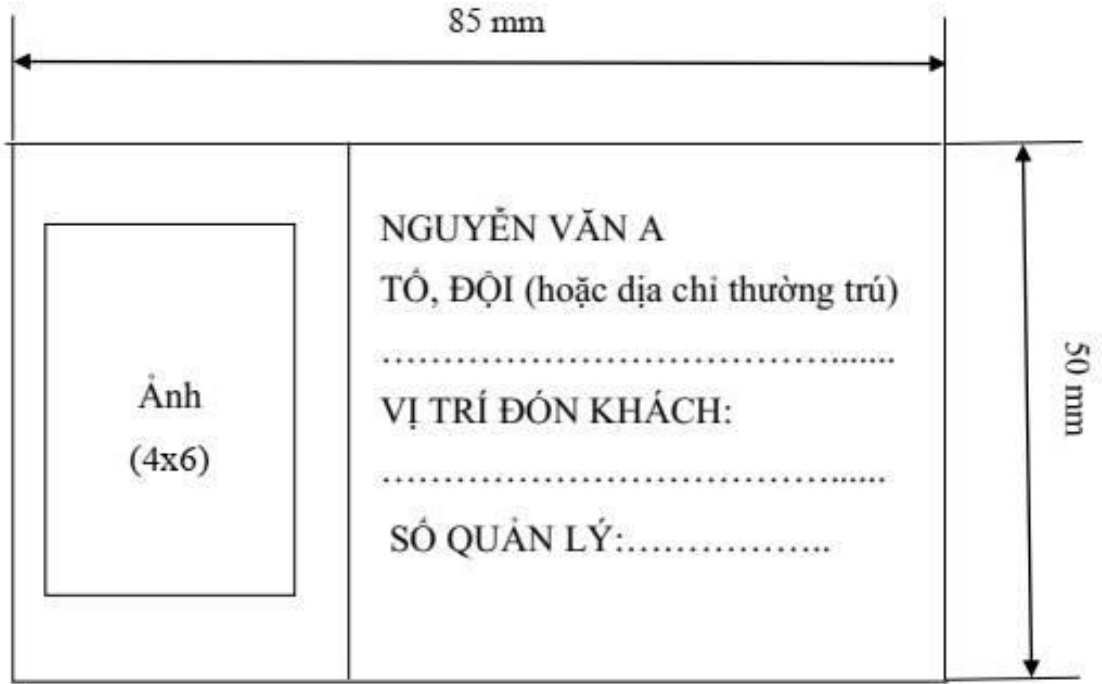 85 mm
NGUYỄN VĂN A
TỔ, ĐỘI (hoặc dịa chỉ thường trú)
……………………………….......
Ảnh
(4x6)
VỊ TRÍ ĐÓN KHÁCH:
………………………………......
SỐ QUẢN LÝ:……………..
50 mm